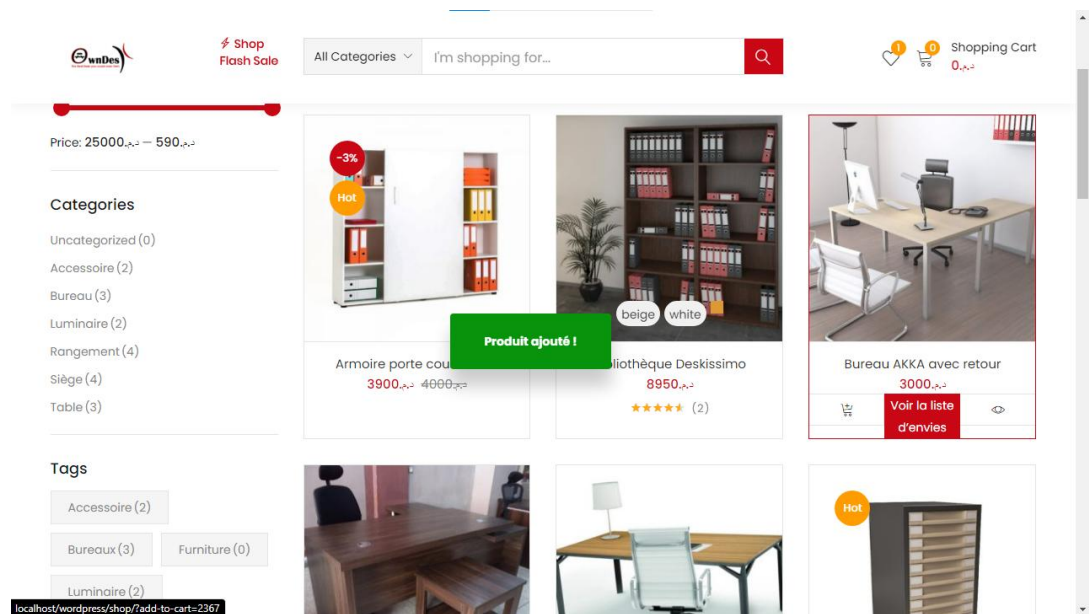 OwnDes
Shop
Flash Sale
All Categories
I'm shopping for...
1
0
Shopping Cart
0د.م.
Price: 25000د.م. — 590د.م.
Categories
Uncategorized (0)
Accessoire (2)
Bureau (3)
Luminaire (2)
Rangement (4)
Siège (4)
Table (3)
Tags
Accessoire (2)
Bureaux (3)
Furniture (0)
Luminaire (2)
-3%
Hot
Armoire porte cou
3900د.م. 4000د.م.
beige
white
Produit ajouté !
liothèque Deskissimo
8950د.م.
(2)
Bureau AKKA avec retour
3000د.م.
Voir la liste
d'envies
Hot
localhost/wordpress/shop/?add-to-cart=2367